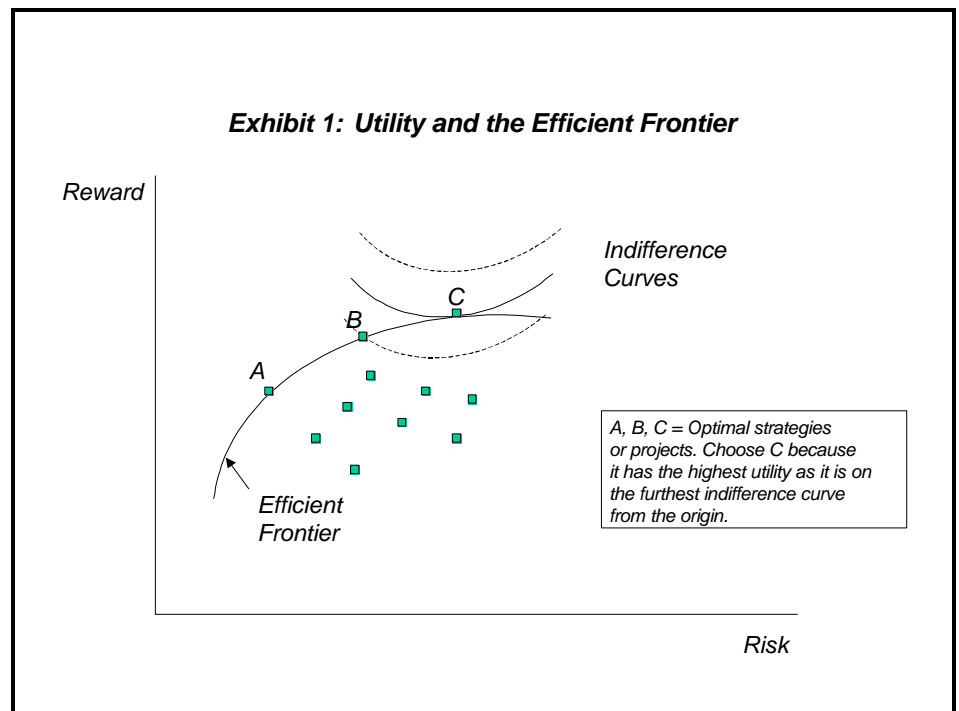 Exhibit 1: Utility and the Efficient Frontier
Reward
Indifference
Curves
C
B
A
A, B, C = Optimal strategies
or projects. Choose C because
it has the highest utility as it is on
the furthest indifference curve
from the origin.
Efficient
Frontier
Risk